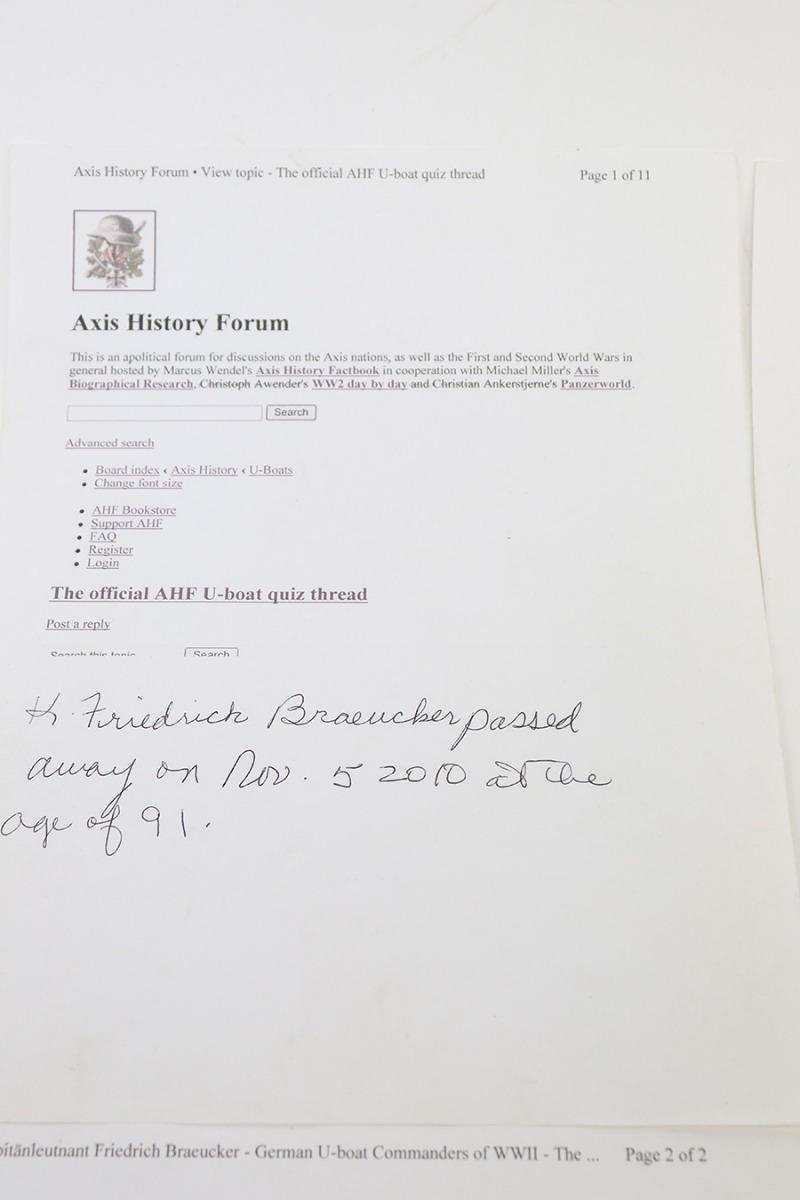 Axis History Forum • View topic - The official AHF U-boat quiz thread Page 1 of 11
Axis History Forum
This is an apolitical forum for discussions on the Axis nations, as well as the First and Second World Wars in
general hosted by Marcus Wendel's Axis History Factbook in cooperation with Michael Miller's Axis
Biographical Research, Christoph Awender's WW2 day by day and Christian Ankerstjerne's Panzerworld.
Search
Advanced search
• Board index ‹ Axis History ‹ U-Boats
• Change font size
• AHF Bookstore
• Support AHF
• FAQ
• Register
• Login
The official AHF U-boat quiz thread
Post a reply
Search this topic Search
Friedrich Braeucker passed
away on Nov. 5 2010 at the
age of 91.
pitänleutnant Friedrich Braeucker - German U-boat Commanders of WWII - The ... Page 2 of 2